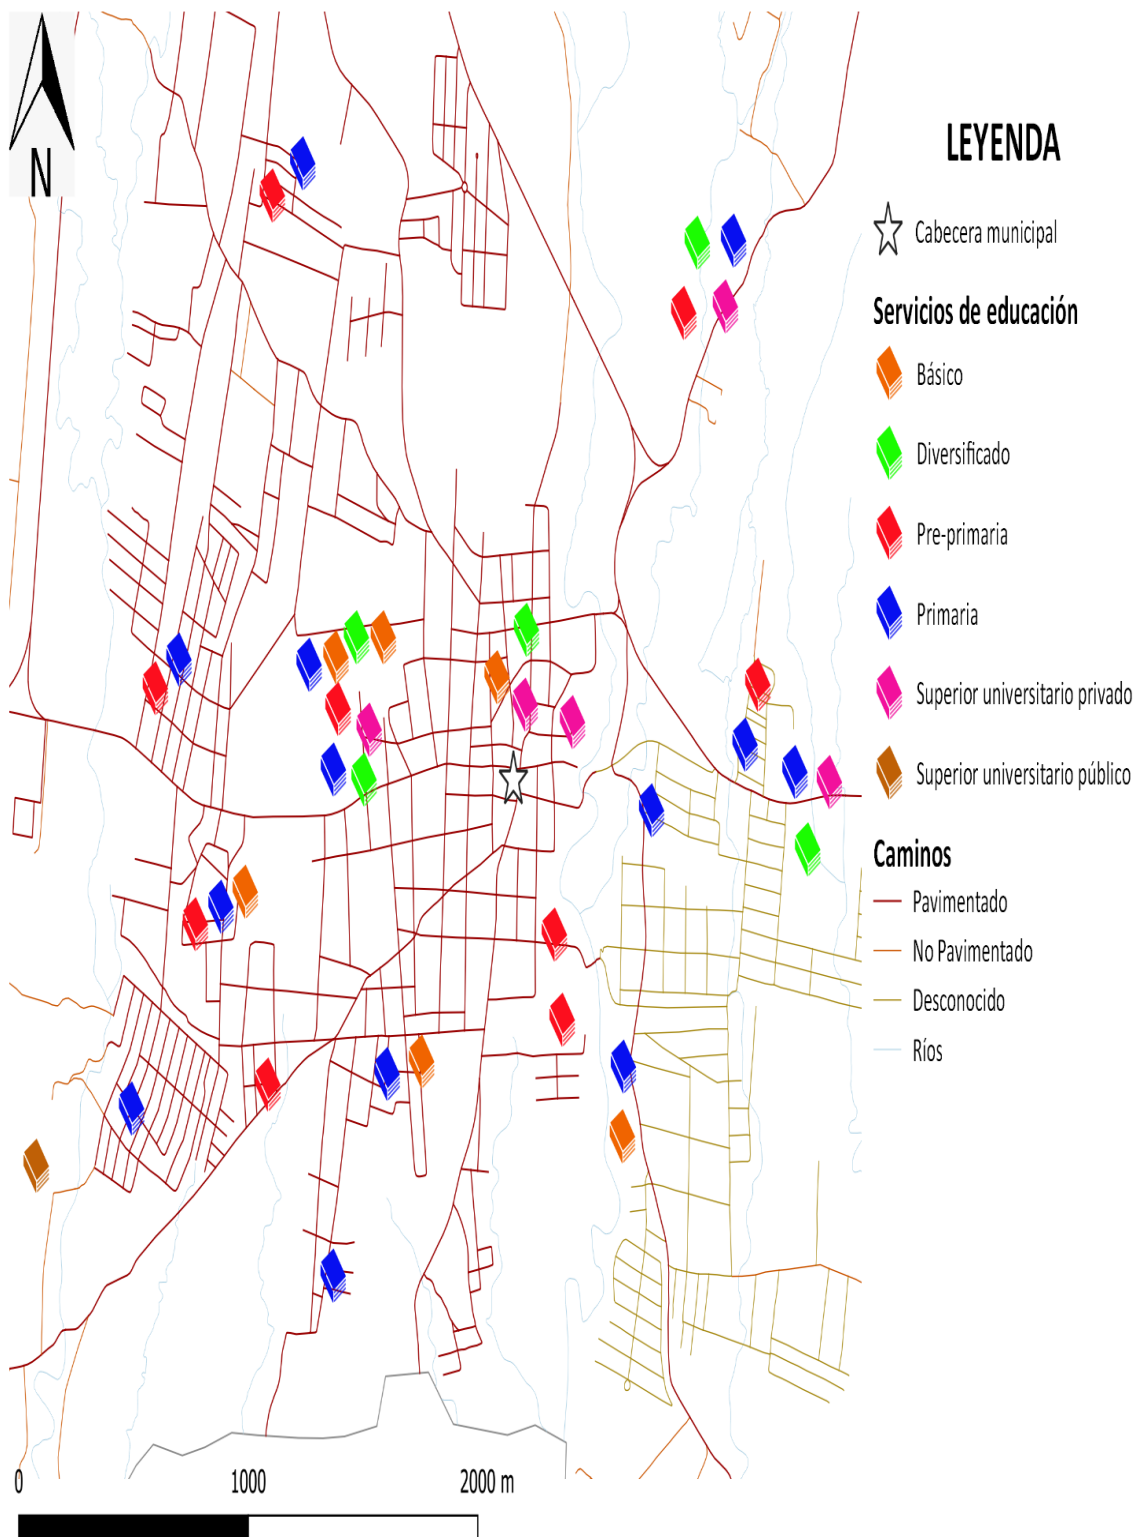 N
LEYENDA
Cabecera municipal
Servicios de educación
Básico
Diversificado
Pre-primaria
Primaria
Superior universitario privado
Superior universitario público
Caminos
Pavimentado
No Pavimentado
Desconocido
Ríos
0 1000 2000 m